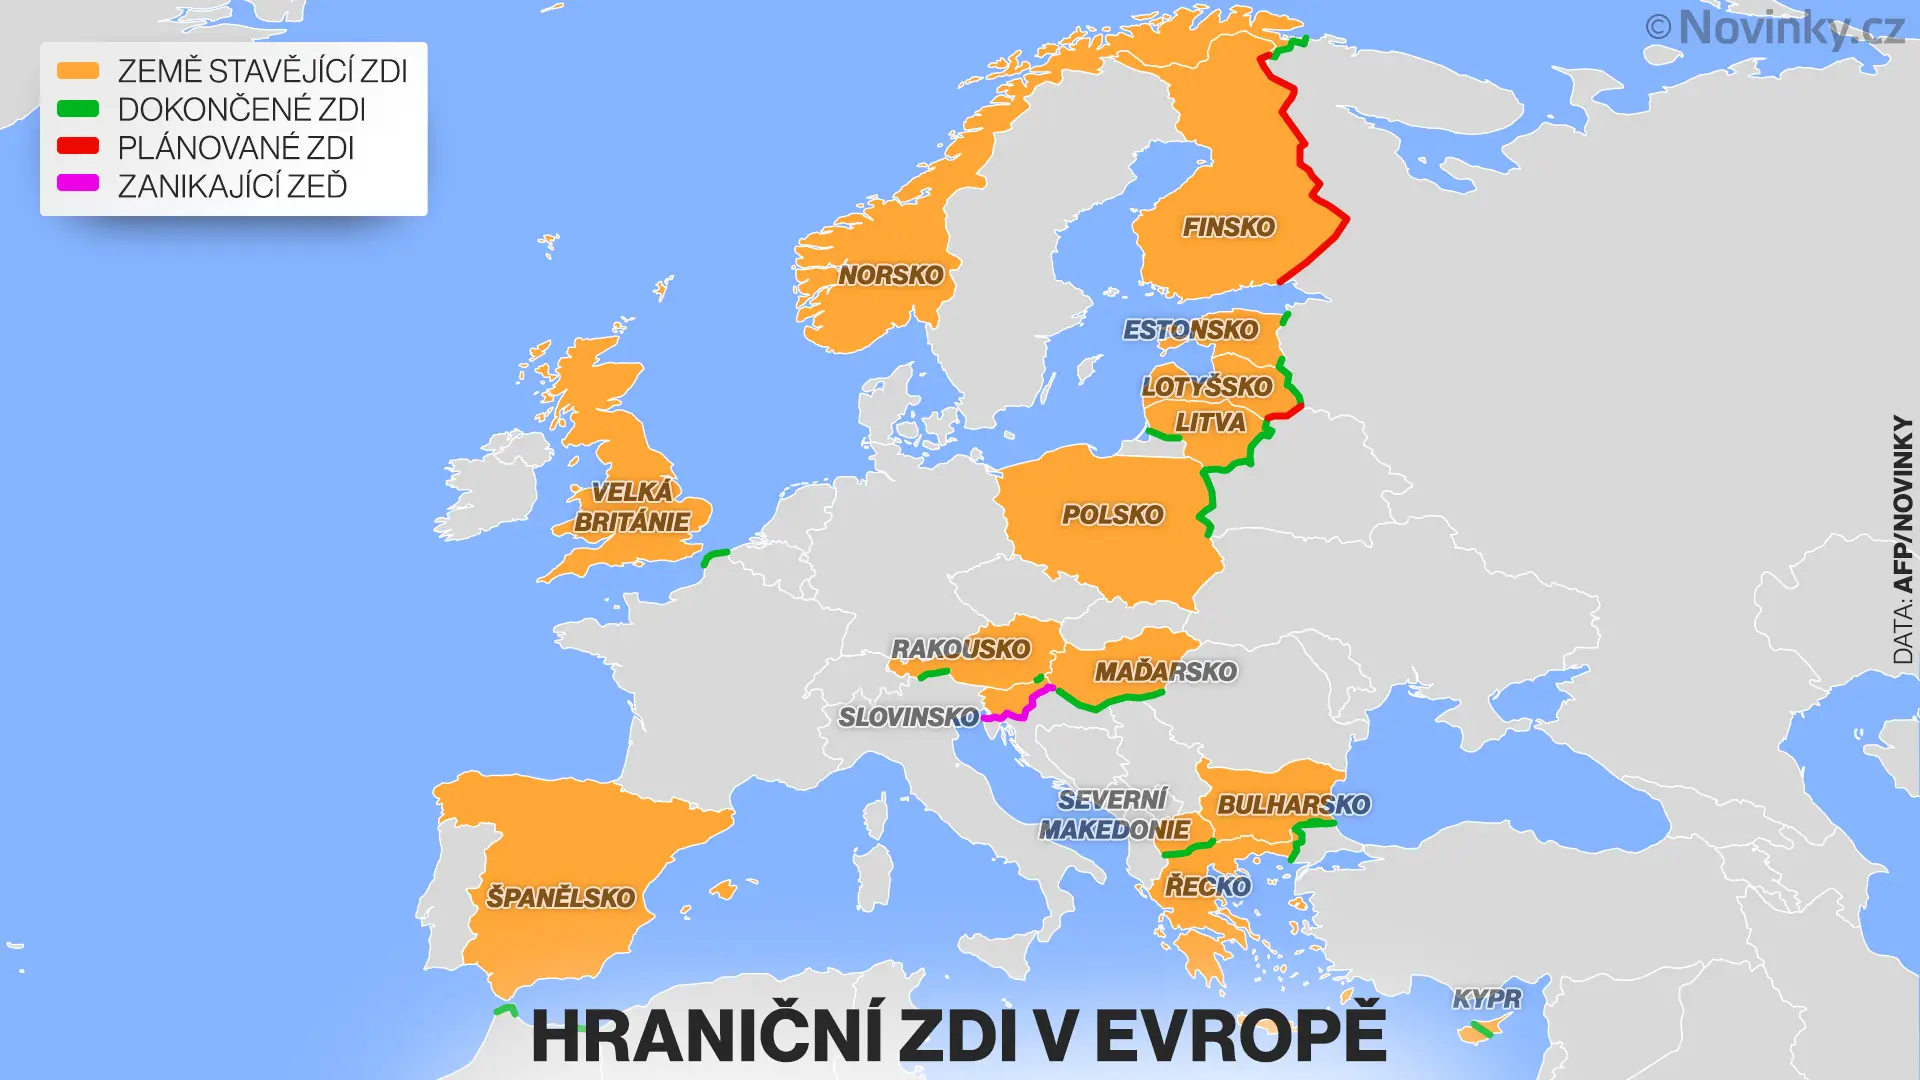 © Novinky.cz
ZEMĚ STAVĚJÍCÍ ZDI
DOKONČENÉ ZDI
PLÁNOVANÉ ZDI
ZANIKAJÍCÍ ZEĎ
FINSKO
NORSKO
ESTONSKO
LOTYŠSKO
LITVA
VELKÁ
BRITÁNIE
POLSKO
RAKOUSKO
MAĎARSKO
SLOVINSKO
SEVERNÍ
MAKEDONIE
BULHARSKO
ŘECKO
ŠPANĚLSKO
KYPR
HRANIČNÍ ZDI V EVROPĚ
DATA: AFP/NOVINKY